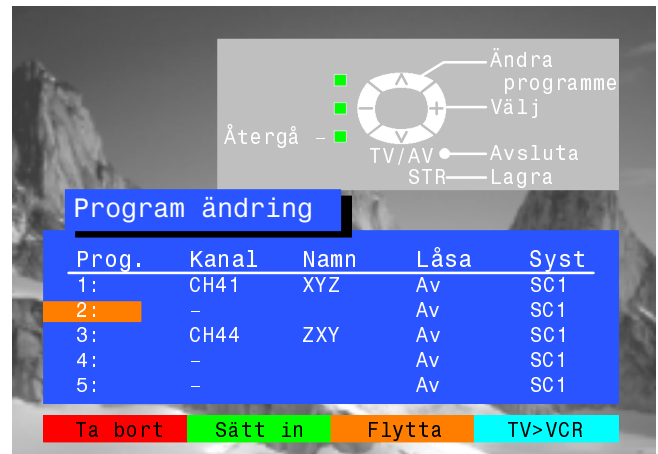 Ändra
programme
Välj
Återgå –
TV/AV
Avsluta
STR
Lagra
Program ändring
Prog. Kanal Namn Låsa Syst
1: CH41 XYZ Av SC1
2: – Av SC1
3: CH44 ZXY Av SC1
4: – Av SC1
5: – Av SC1
Ta bort Sätt in Flytta TV>VCR